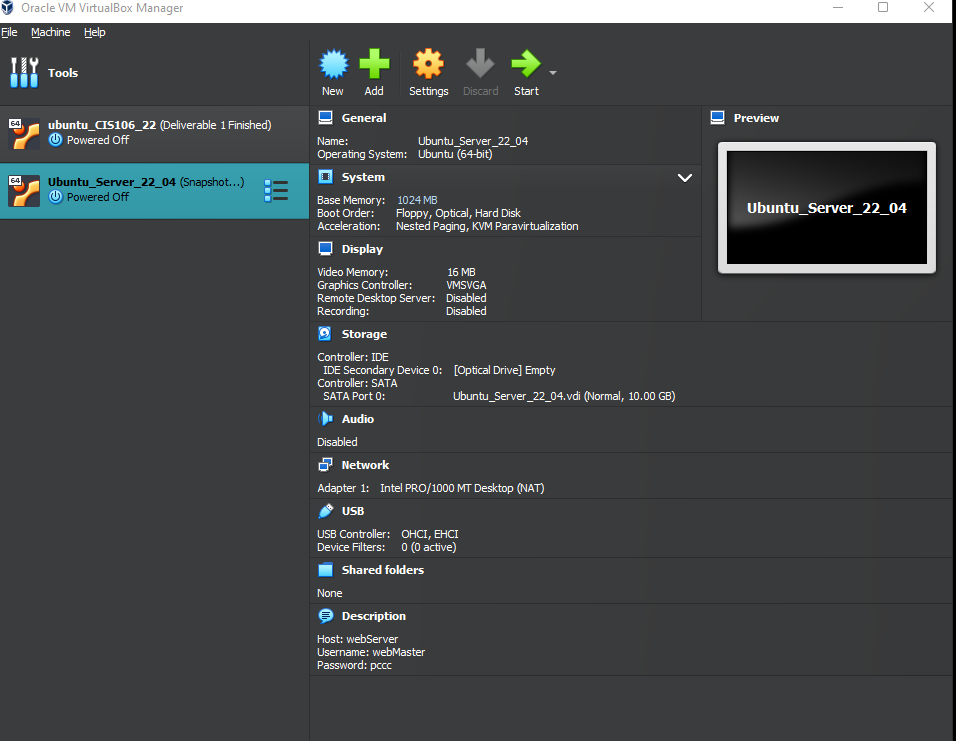 Oracle VM VirtualBox Manager
File Machine Help
Tools
New Add Settings Discard Start
64
ubuntu_CIS106_22 (Deliverable 1 Finished)
Powered Off
64
Ubuntu_Server_22_04 (Snapshot...)
Powered Off
General
Name: Ubuntu_Server_22_04
Operating System: Ubuntu (64-bit)
System
Base Memory: 1024 MB
Boot Order: Floppy, Optical, Hard Disk
Acceleration: Nested Paging, KVM Paravirtualization
Display
Video Memory: 16 MB
Graphics Controller: VMSVGA
Remote Desktop Server: Disabled
Recording: Disabled
Storage
Controller: IDE
IDE Secondary Device 0: [Optical Drive] Empty
Controller: SATA
SATA Port 0: Ubuntu_Server_22_04.vdi (Normal, 10.00 GB)
Audio
Disabled
Network
Adapter 1: Intel PRO/1000 MT Desktop (NAT)
USB
USB Controller: OHCI, EHCI
Device Filters: 0 (0 active)
Shared folders
None
Description
Host: webServer
Username: webMaster
Password: pccc
Preview
Ubuntu_Server_22_04